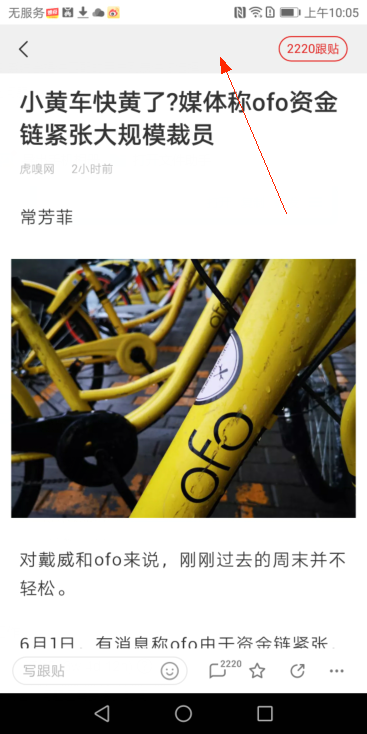 无服务 上午10:05
2220跟贴
小黄车快黄了?媒体称ofo资金
链紧张大规模裁员
虎嗅网 2小时前
常芳菲
ofo
对戴威和ofo来说，刚刚过去的周末并不
轻松。
6月1日，有消息称ofo由于资金链紧张，
写跟贴 2220